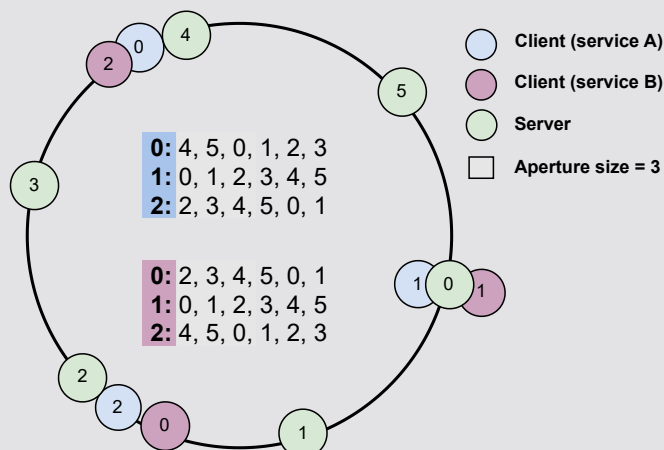 4
0
2
5
3
1
0
1
2
2
0
1
Client (service A)
Client (service B)
Server
Aperture size = 3
0: 4, 5, 0, 1, 2, 3
1: 0, 1, 2, 3, 4, 5
2: 2, 3, 4, 5, 0, 1
0: 2, 3, 4, 5, 0, 1
1: 0, 1, 2, 3, 4, 5
2: 4, 5, 0, 1, 2, 3